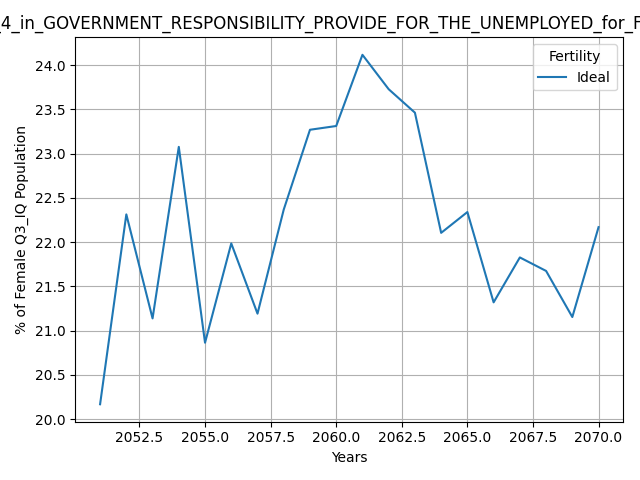 _4_in_GOVERNMENT_RESPONSIBILITY_PROVIDE_FOR_THE_UNEMPLOYED_for_F
Fertility
Ideal
% of Female Q3_IQ Population
24.0
23.5
23.0
22.5
22.0
21.5
21.0
20.5
20.0
2052.5 2055.0 2057.5 2060.0 2062.5 2065.0 2067.5 2070.0
Years